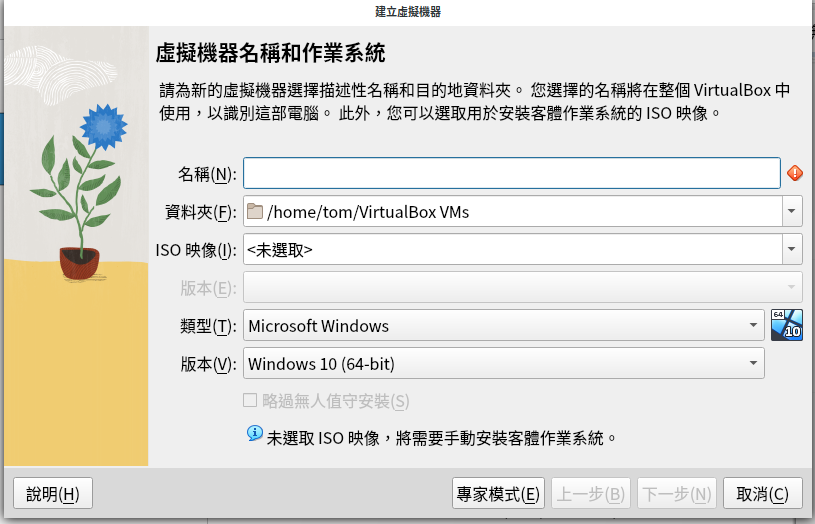 建立虛擬機器
虛擬機器名稱和作業系統
請為新的虛擬機器選擇描述性名稱和目的地資料夾。 您選擇的名稱將在整個 VirtualBox 中
使用，以識別這部電腦。 此外，您可以選取用於安裝客體作業系統的 ISO 映像。
名稱(N):
資料夾(F): /home/tom/VirtualBox VMs
ISO 映像(I): <未選取>
版本(E):
類型(T): Microsoft Windows
64
10
版本(V): Windows 10 (64-bit)
略過無人值守安裝(S)
未選取 ISO 映像，將需要手動安裝客體作業系統。
說明(H) 專家模式(E) 上一步(B) 下一步(N) 取消(C)